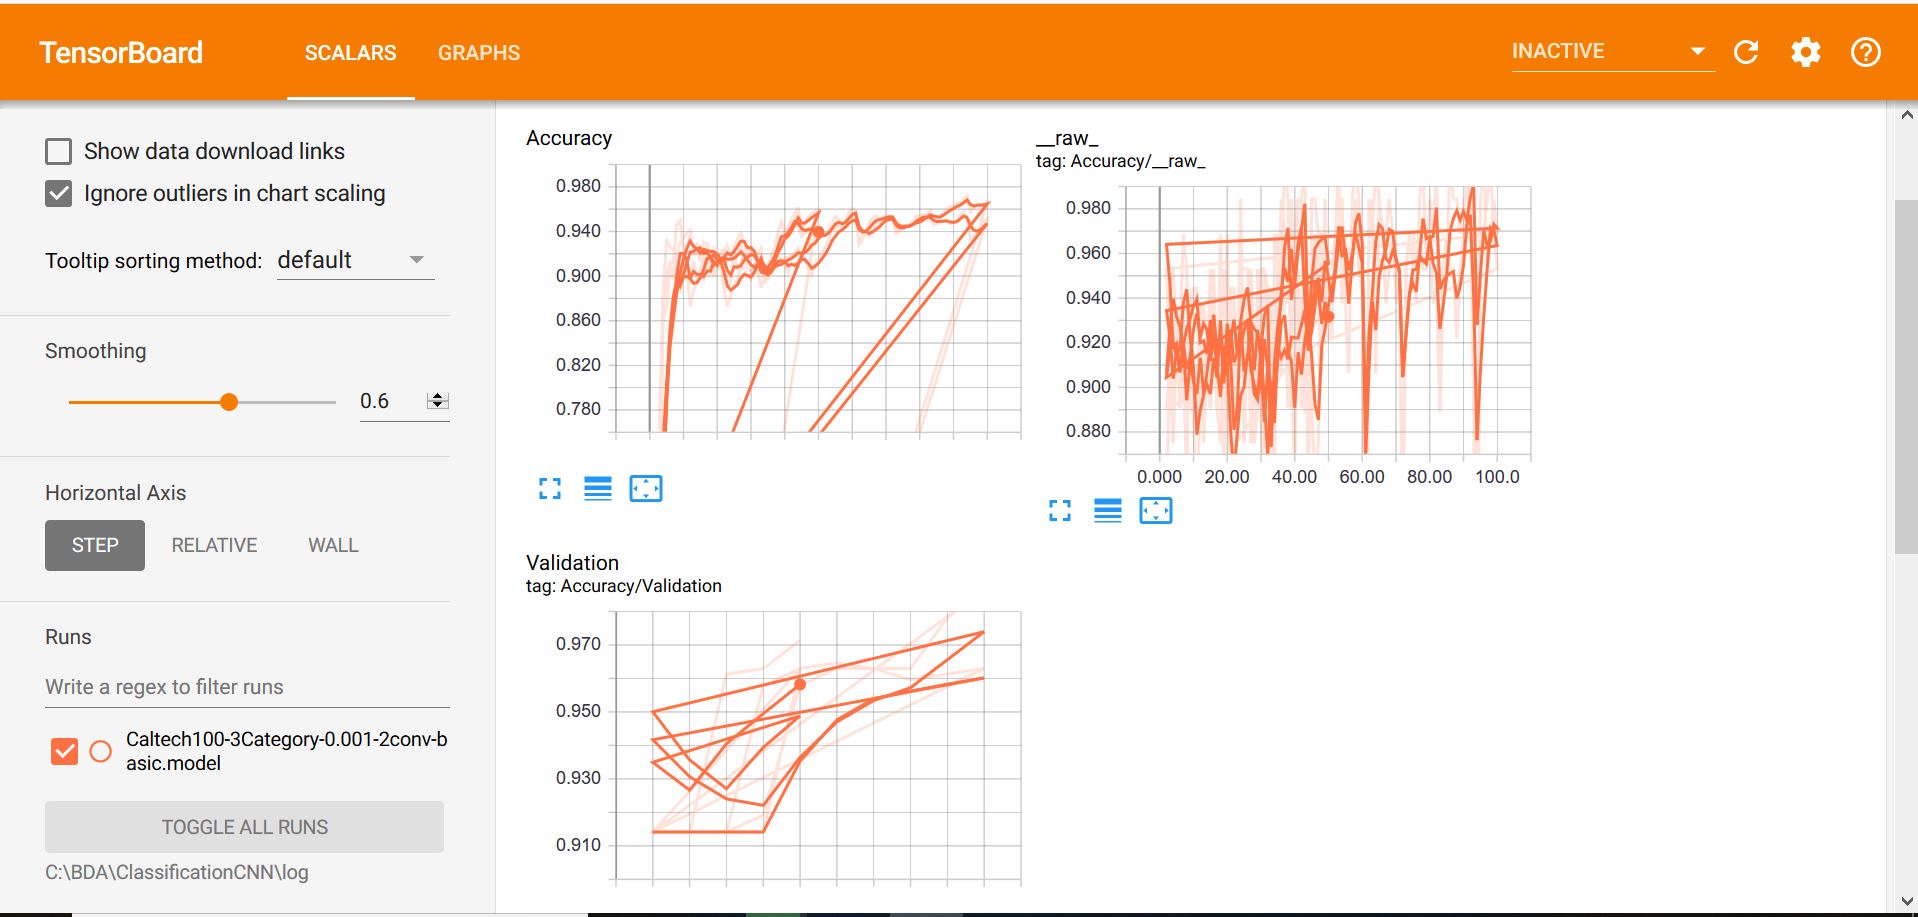 TensorBoard
SCALARS
GRAPHS
INACTIVE
Show data download links
Ignore outliers in chart scaling
Tooltip sorting method: default
Smoothing
0.6
Horizontal Axis
STEP
RELATIVE
WALL
Runs
Write a regex to filter runs
Caltech100-3Category-0.001-2conv-b
asic.model
TOGGLE ALL RUNS
C:\BDA\ClassificationCNN\log
Accuracy
0.980
0.940
0.900
0.860
0.820
0.780
__raw_
tag: Accuracy/__raw_
0.980
0.960
0.940
0.920
0.900
0.880
0.000 20.00 40.00 60.00 80.00 100.0
Validation
tag: Accuracy/Validation
0.970
0.950
0.930
0.910